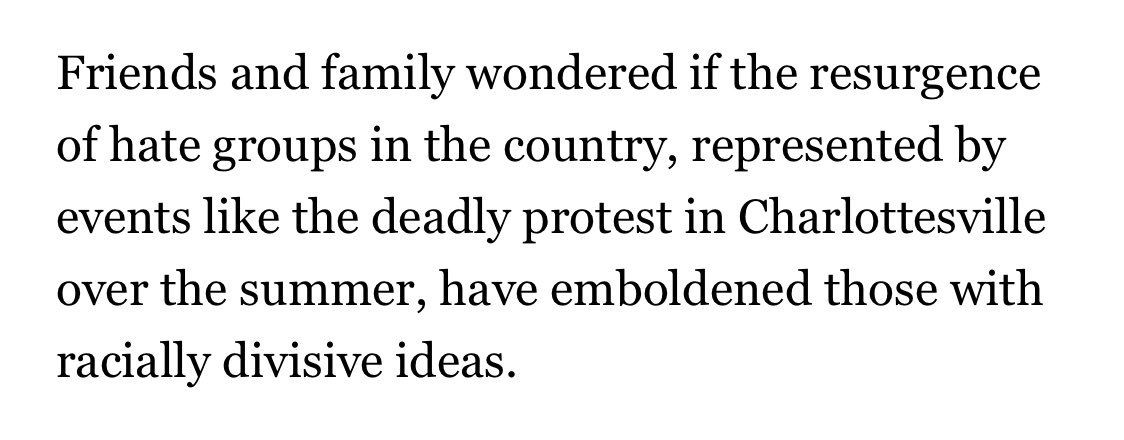 Friends and family wondered if the resurgence
of hate groups in the country, represented by
events like the deadly protest in Charlottesville
over the summer, have emboldened those with
racially divisive ideas.